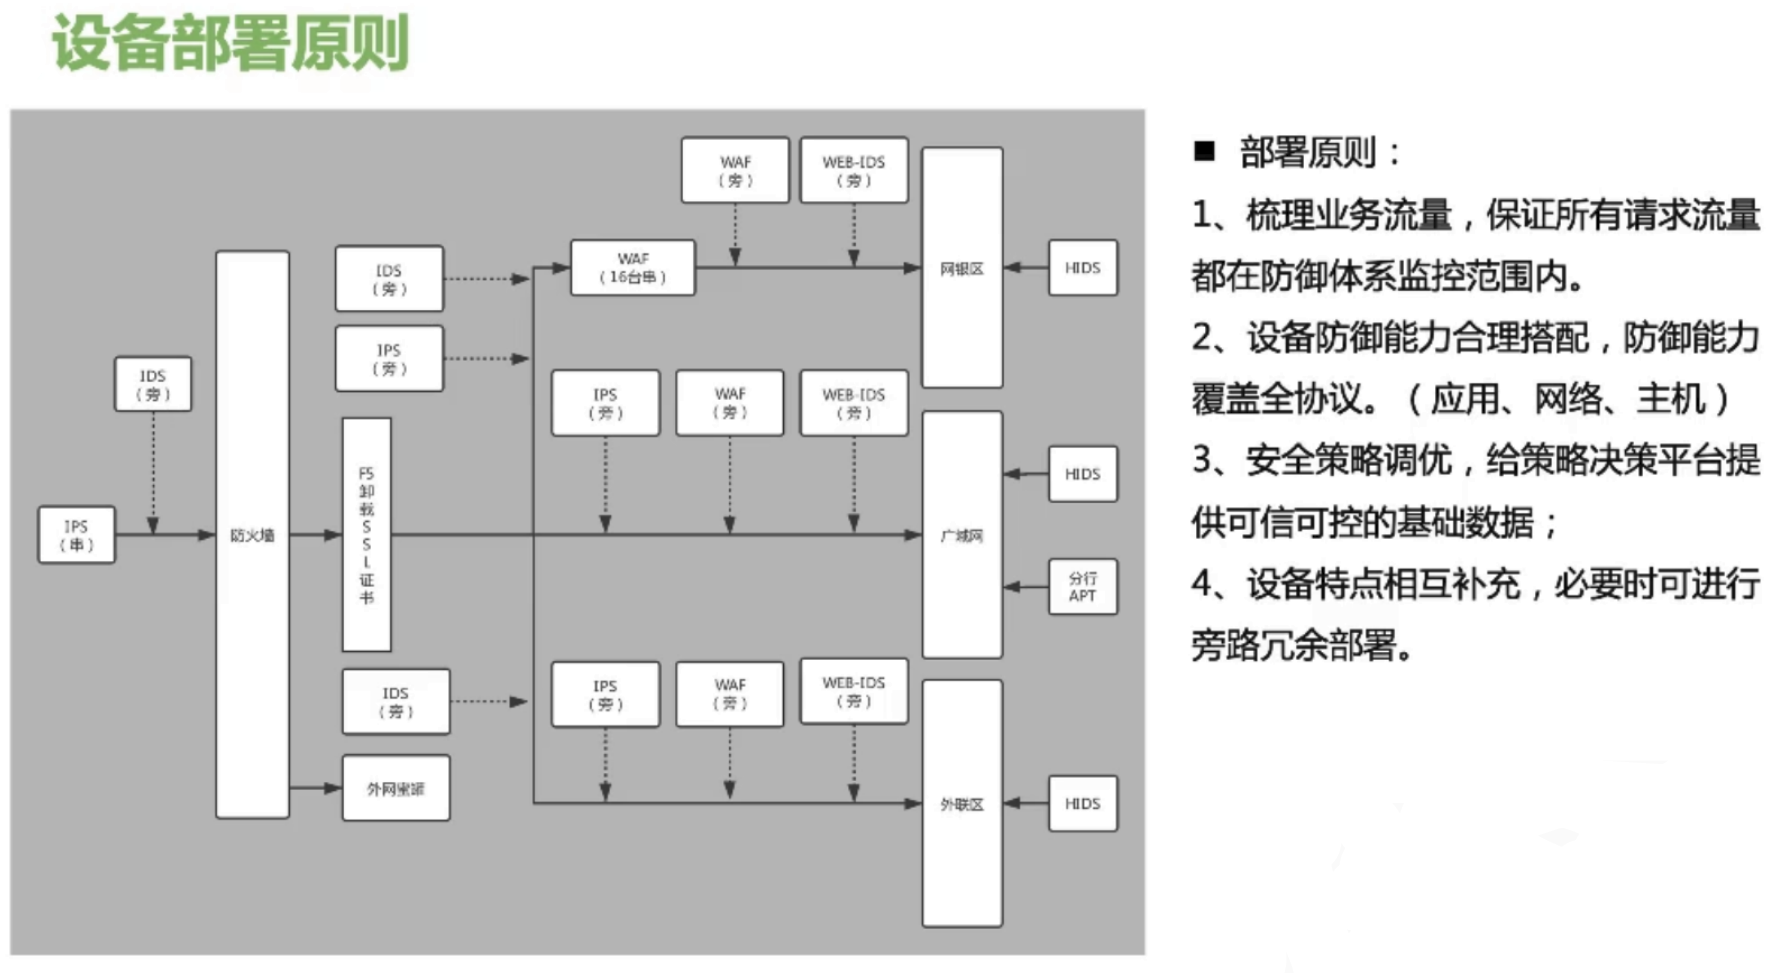 设备部署原则
WAF
（旁）
WEB-IDS
（旁）
IDS
（旁）
WAF
（16台串）
网银区
HIDS
IPS
（旁）
IDS
（旁）
IPS
（旁）
WAF
（旁）
WEB-IDS
（旁）
F5
卸
载
S
S
L
证
书
HIDS
IPS
（串）
防火墙
广域网
分行
APT
IDS
（旁）
IPS
（旁）
WAF
（旁）
WEB-IDS
（旁）
外网蜜罐
外联区
HIDS
■ 部署原则：
1、梳理业务流量，保证所有请求流量
都在防御体系监控范围内。
2、设备防御能力合理搭配，防御能力
覆盖全协议。（应用、网络、主机）
3、安全策略调优，给策略决策平台提
供可信可控的基础数据；
4、设备特点相互补充，必要时可进行
旁路冗余部署。